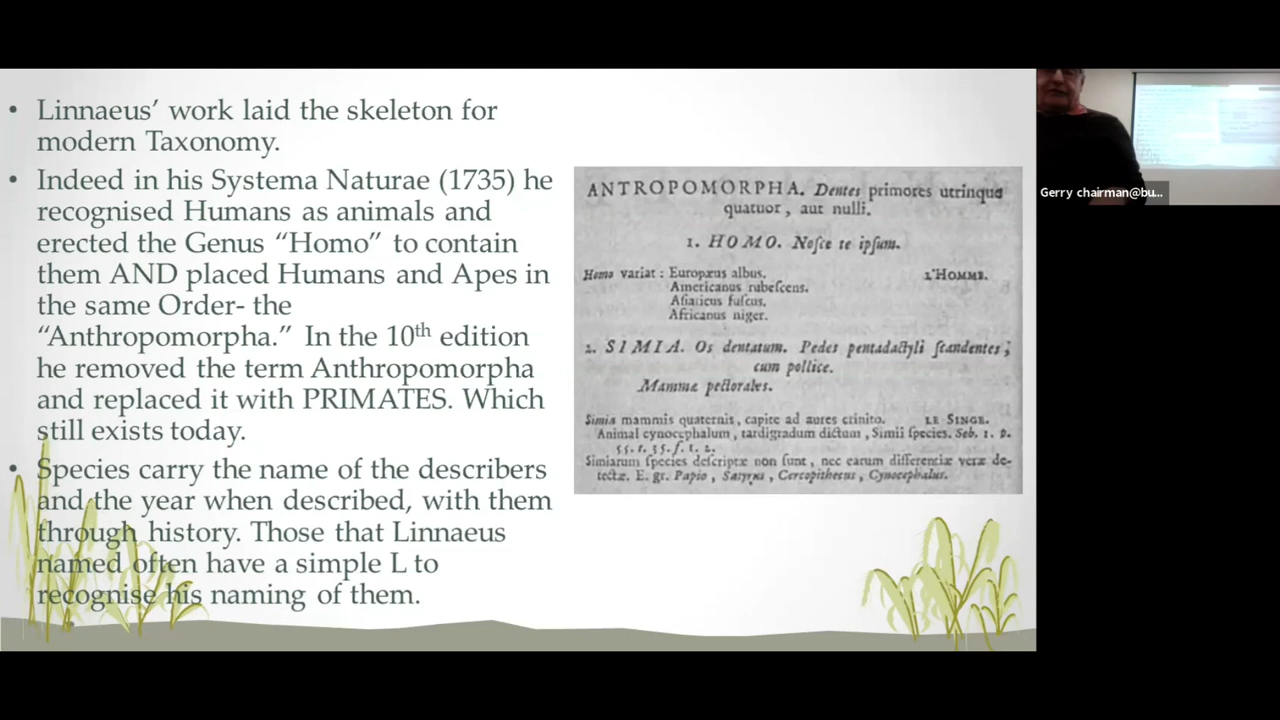 • Linnaeus’ work laid the skeleton for
modern Taxonomy.
• Indeed in his Systema Naturae (1735) he
recognised Humans as animals and
erected the Genus “Homo” to contain
them AND placed Humans and Apes in
the same Order- the
“Anthropomorpha.” In the 10th edition
he removed the term Anthropomorpha
and replaced it with PRIMATES. Which
still exists today.
• Species carry the name of the describers
and the year when described, with them
through history. Those that Linnaeus
named often have a simple L to
recognise his naming of them.
ANTROPOMORPHA. Dentes primores utrinque
quatuor, aut nulli.
1. HOMO. Noſce te ipſum.
Homo variat: Europæus albus. L'HOMME.
Americanus rubeſcens.
Aſiaticus fuſcus.
Africanus niger.
2. SIMIA. Os dentatum. Pedes pentadactyli ſcandentes;
cum pollice.
Mammæ pectorales.
Simia mammis quaternis, capite ad aures crinito. LE SINGE.
Animal cynocephalum, tardigradum dictum, Simii ſpecies. Seb. 1. p.
55. t. 35. f. 1. 2.
Simiarum ſpecies deſcriptæ non ſunt, nec earum differentiæ veræ de-
tectæ. E. gr. Papio, Satyrus, Cercopithecus, Cynocephalus.
Gerry chairman@bu...